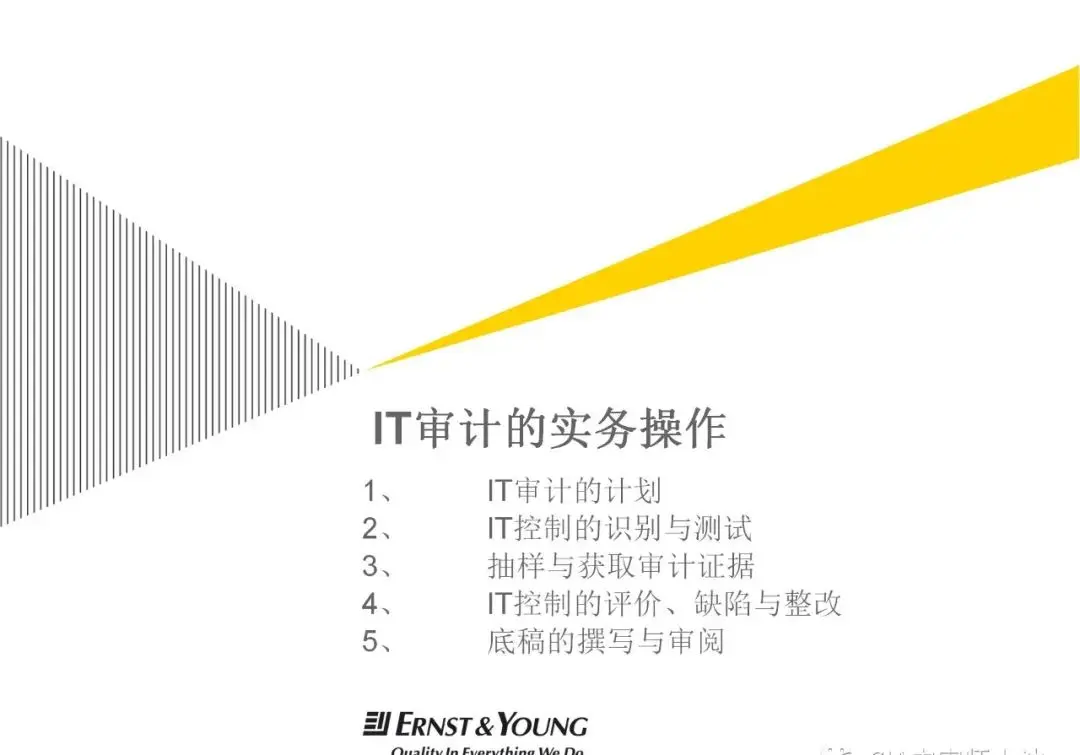 IT审计的实务操作
1、 IT审计的计划
2、 IT控制的识别与测试
3、 抽样与获取审计证据
4、 IT控制的评价、缺陷与整改
5、 底稿的撰写与审阅
ERNST & YOUNG
Quality In Everything We Do